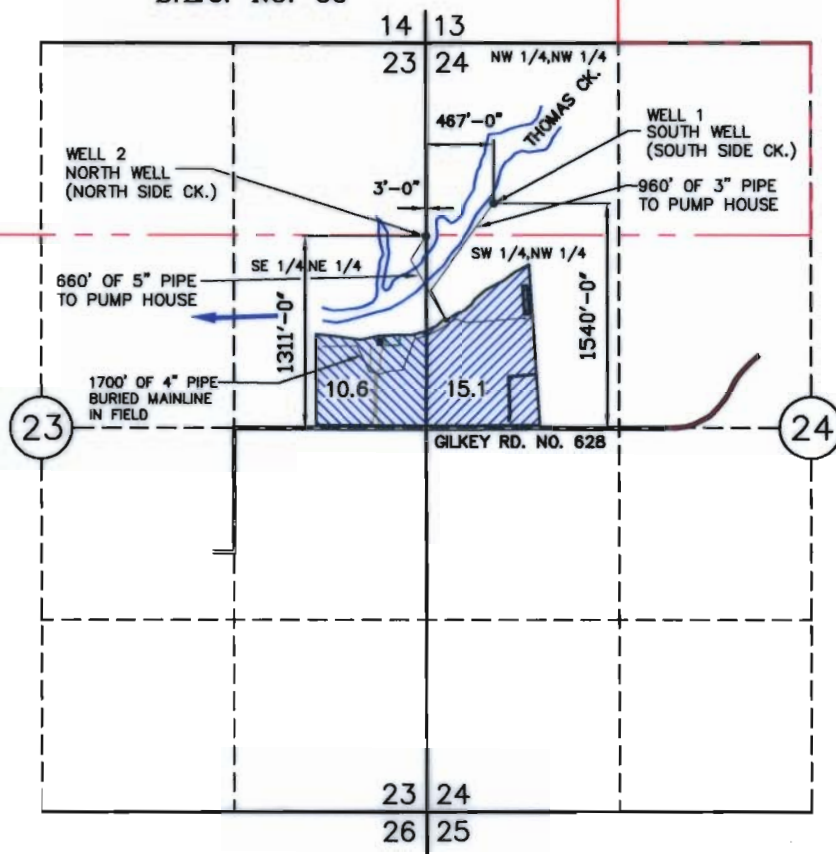 14 13
23 24
NW 1/4,NW 1/4
THOMAS CK.
467'-0"
WELL 1
SOUTH WELL
(SOUTH SIDE CK.)
WELL 2
NORTH WELL
(NORTH SIDE CK.)
3'-0"
960' OF 3" PIPE
TO PUMP HOUSE
SE 1/4 NE 1/4
SW 1/4,NW 1/4
660' OF 5" PIPE
TO PUMP HOUSE
1311'-0"
1540'-0"
1700' OF 4" PIPE
BURIED MAINLINE
IN FIELD
10.6
15.1
23
24
GILKEY RD. NO. 628
23 24
26 25